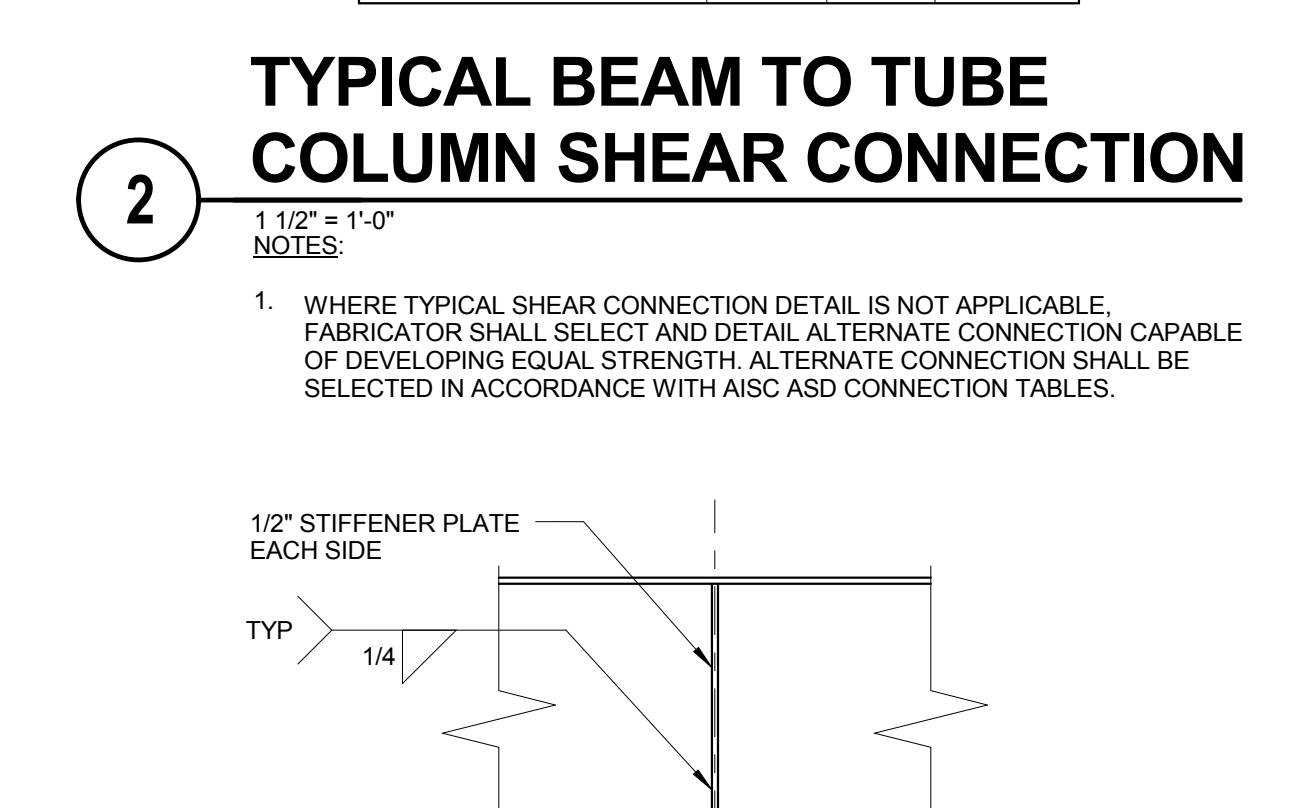 TYPICAL BEAM TO TUBE
COLUMN SHEAR CONNECTION
2
1 1/2" = 1'-0"
NOTES:
1. WHERE TYPICAL SHEAR CONNECTION DETAIL IS NOT APPLICABLE,
FABRICATOR SHALL SELECT AND DETAIL ALTERNATE CONNECTION CAPABLE
OF DEVELOPING EQUAL STRENGTH. ALTERNATE CONNECTION SHALL BE
SELECTED IN ACCORDANCE WITH AISC ASD CONNECTION TABLES.
1/2" STIFFENER PLATE
EACH SIDE
TYP
1/4